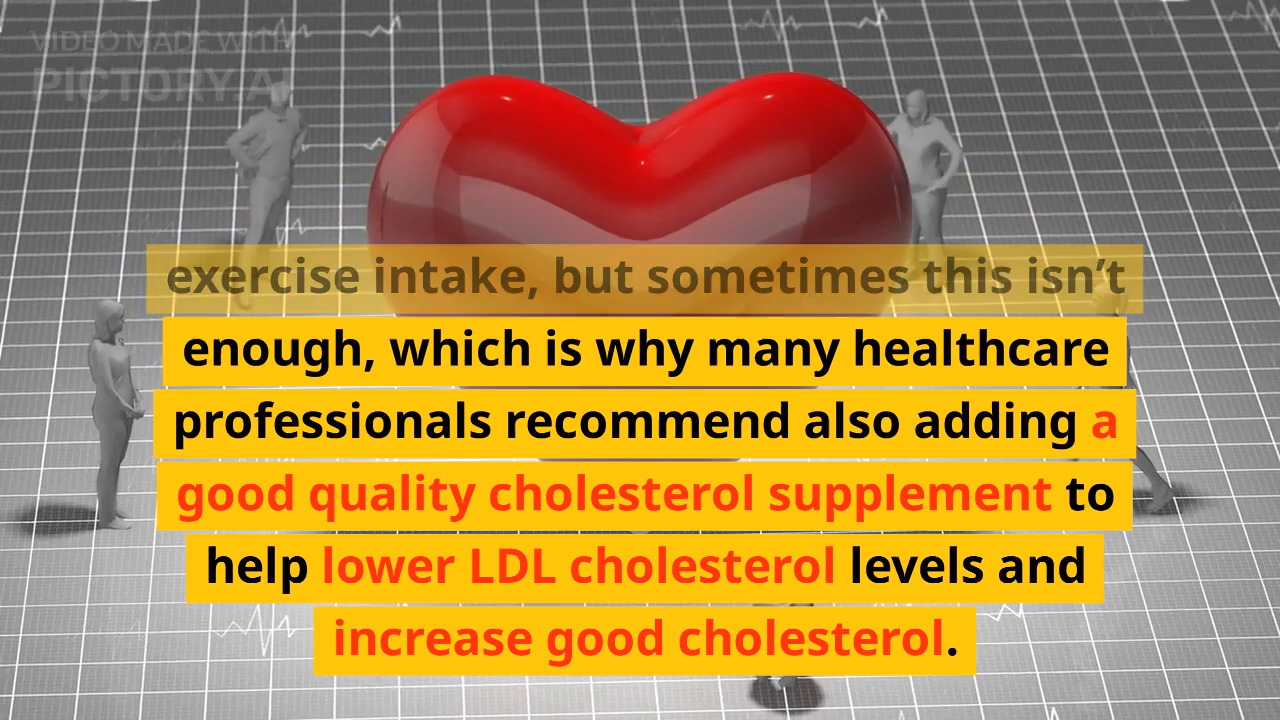 VIDEO MADE WITH
PICTORY.AI
exercise intake, but sometimes this isn’t
enough, which is why many healthcare
professionals recommend also adding a
good quality cholesterol supplement to
help lower LDL cholesterol levels and
increase good cholesterol.